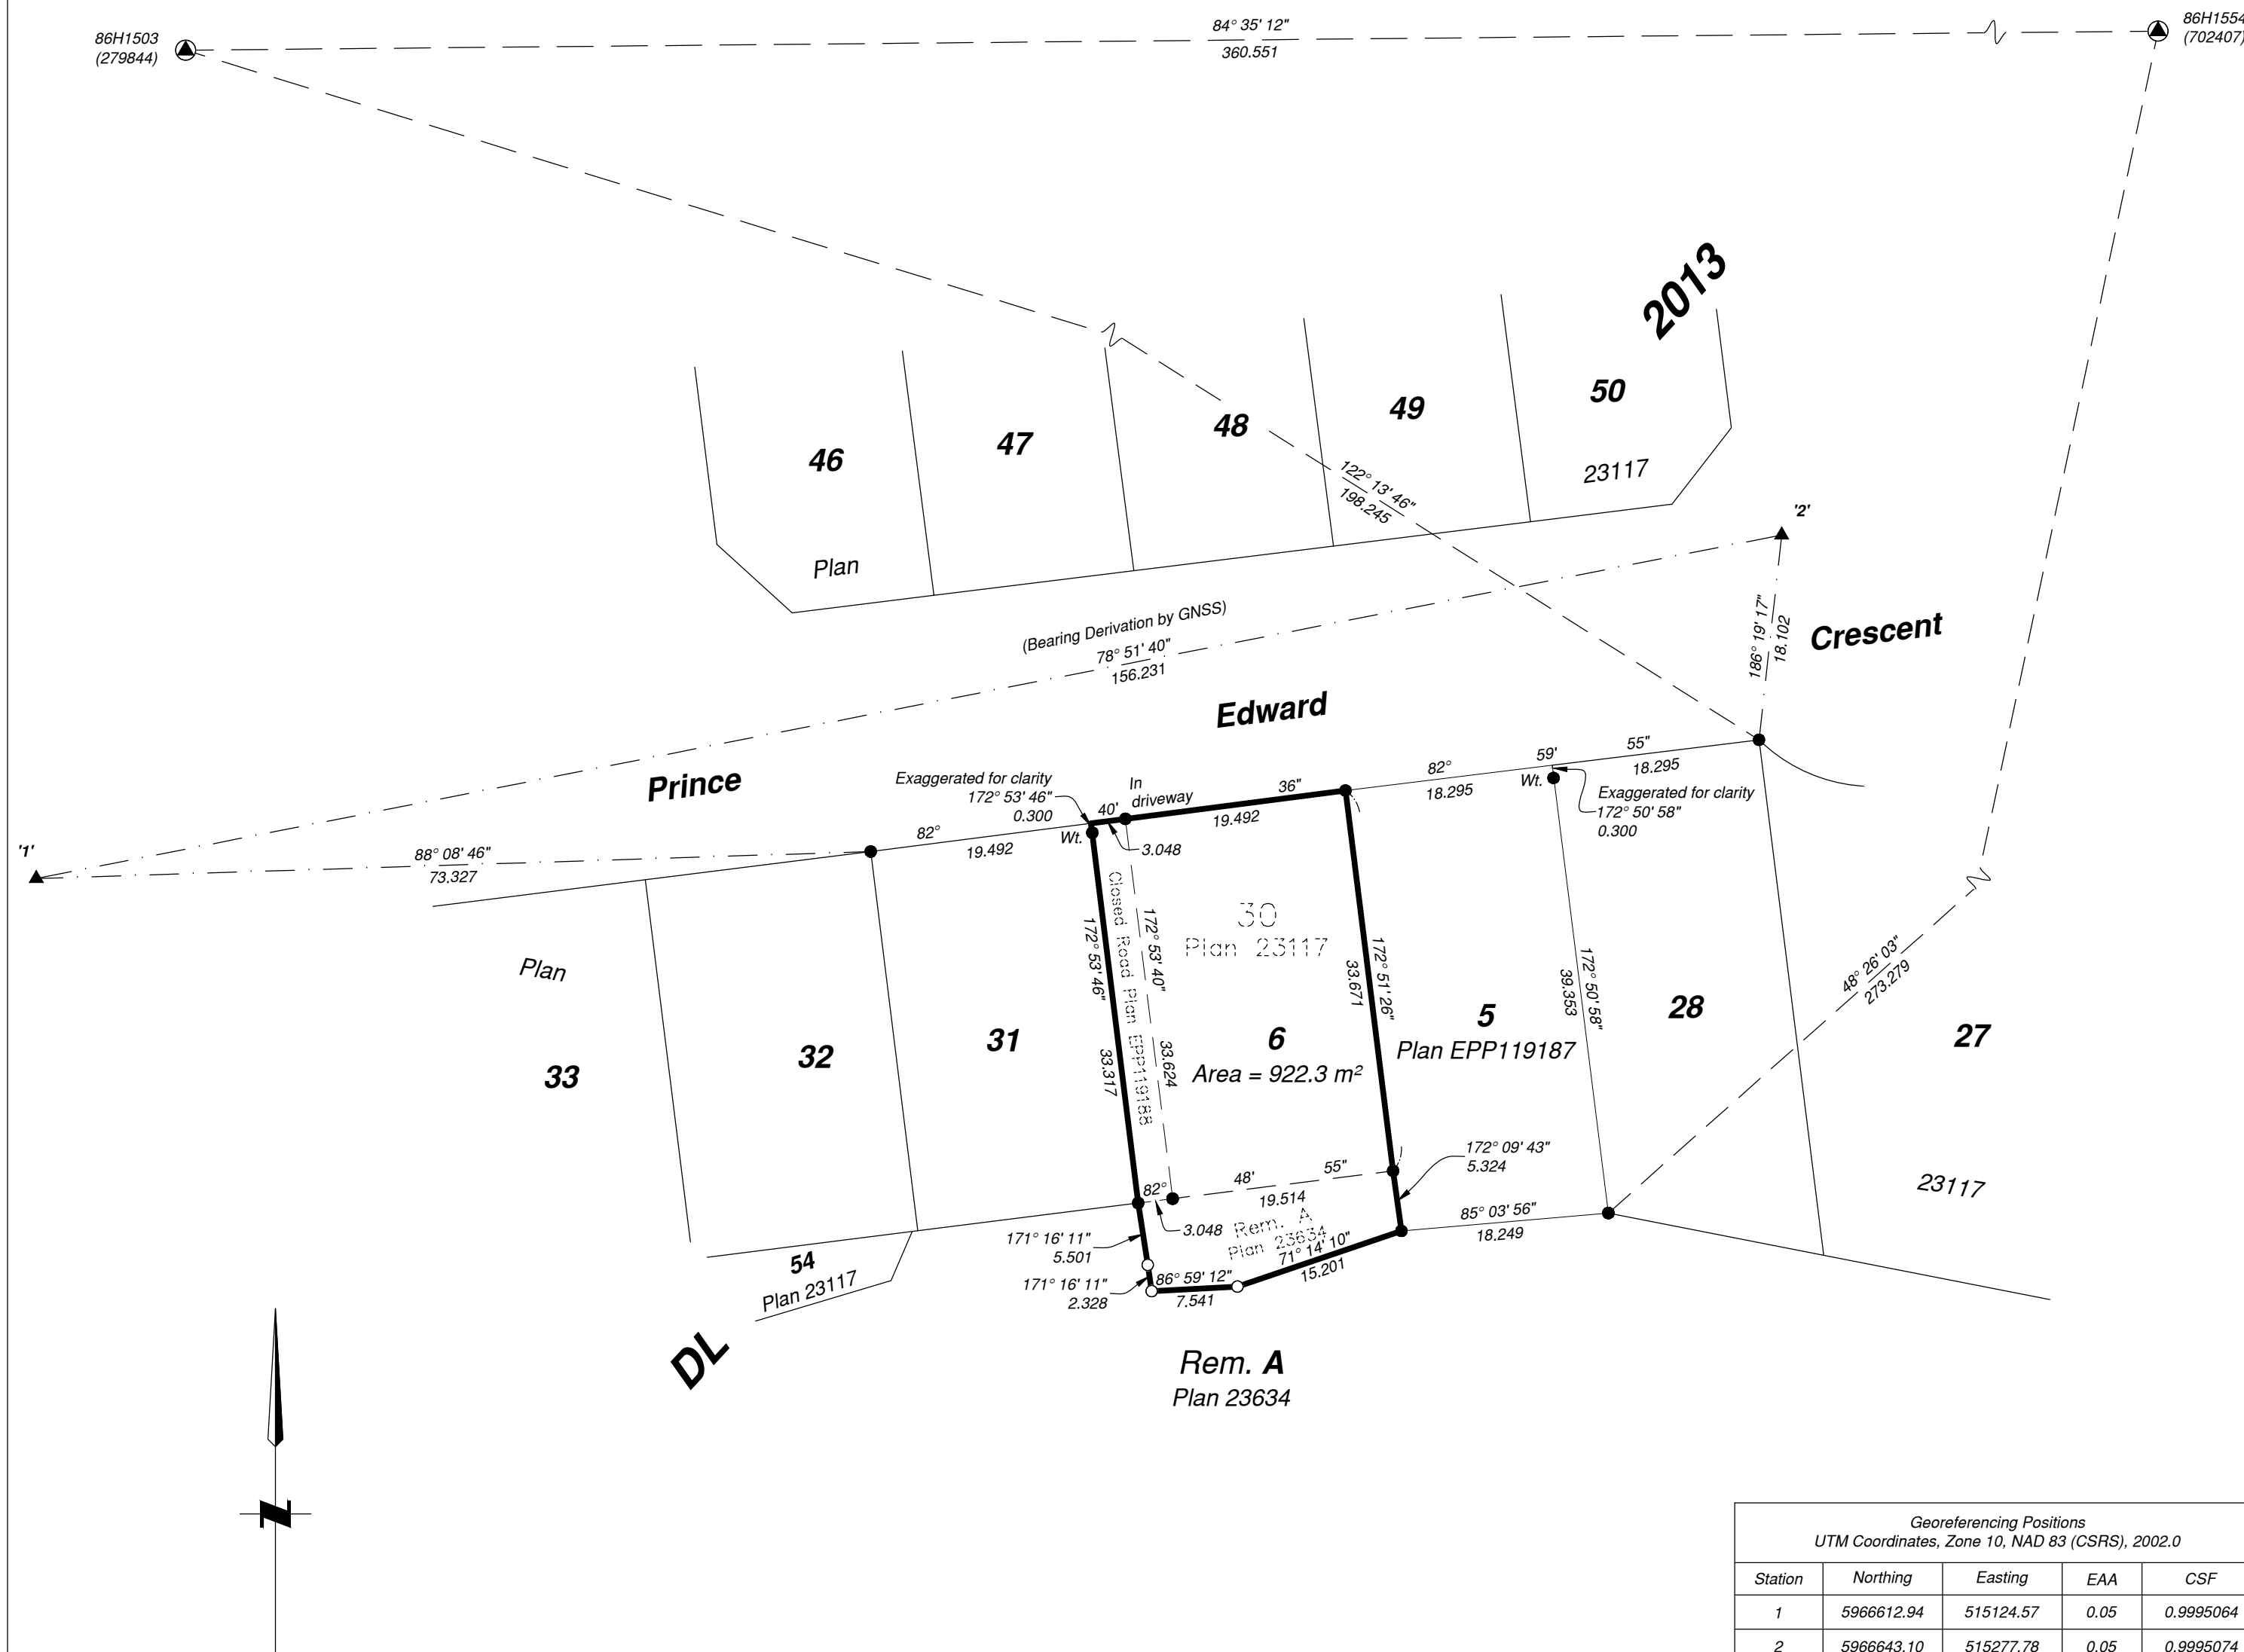 86H1503
(279844)
84° 35' 12"
360.551
86H1554
(702407)
2013
46
47
48
49
50
23117
Plan
122° 13' 46"
198.245
'2'
(Bearing Derivation by GNSS)
78° 51' 40"
156.231
186° 19' 17"
18.102
Crescent
Edward
Prince
'1'
88° 08' 46"
73.327
82°
19.492
Exaggerated for clarity
172° 53' 46"
0.300
Wt.
40'
In
driveway
36"
19.492
3.048
82°
18.295
59'
55"
18.295
Wt.
Exaggerated for clarity
172° 50' 58"
0.300
Plan
33
32
31
172° 53' 46"
33.317
Closed Road Plan EPP119188
172° 53' 40"
33.624
30
Plan 23117
6
Area = 922.3 m²
172° 51' 26"
33.671
5
Plan EPP119187
172° 50' 58"
39.353
28
48° 26' 03"
273.279
27
23117
172° 09' 43"
5.324
82°
48'
55"
19.514
3.048
Rem. A
Plan 23634
71° 14' 10"
15.201
85° 03' 56"
18.249
171° 16' 11"
5.501
171° 16' 11"
2.328
86° 59' 12"
7.541
54
Plan 23117
DL
Rem. A
Plan 23634
N
Georeferencing Positions
UTM Coordinates, Zone 10, NAD 83 (CSRS), 2002.0
Station Northing Easting EAA CSF
1 5966612.94 515124.57 0.05 0.9995064
2 5966643.10 515277.78 0.05 0.9995074